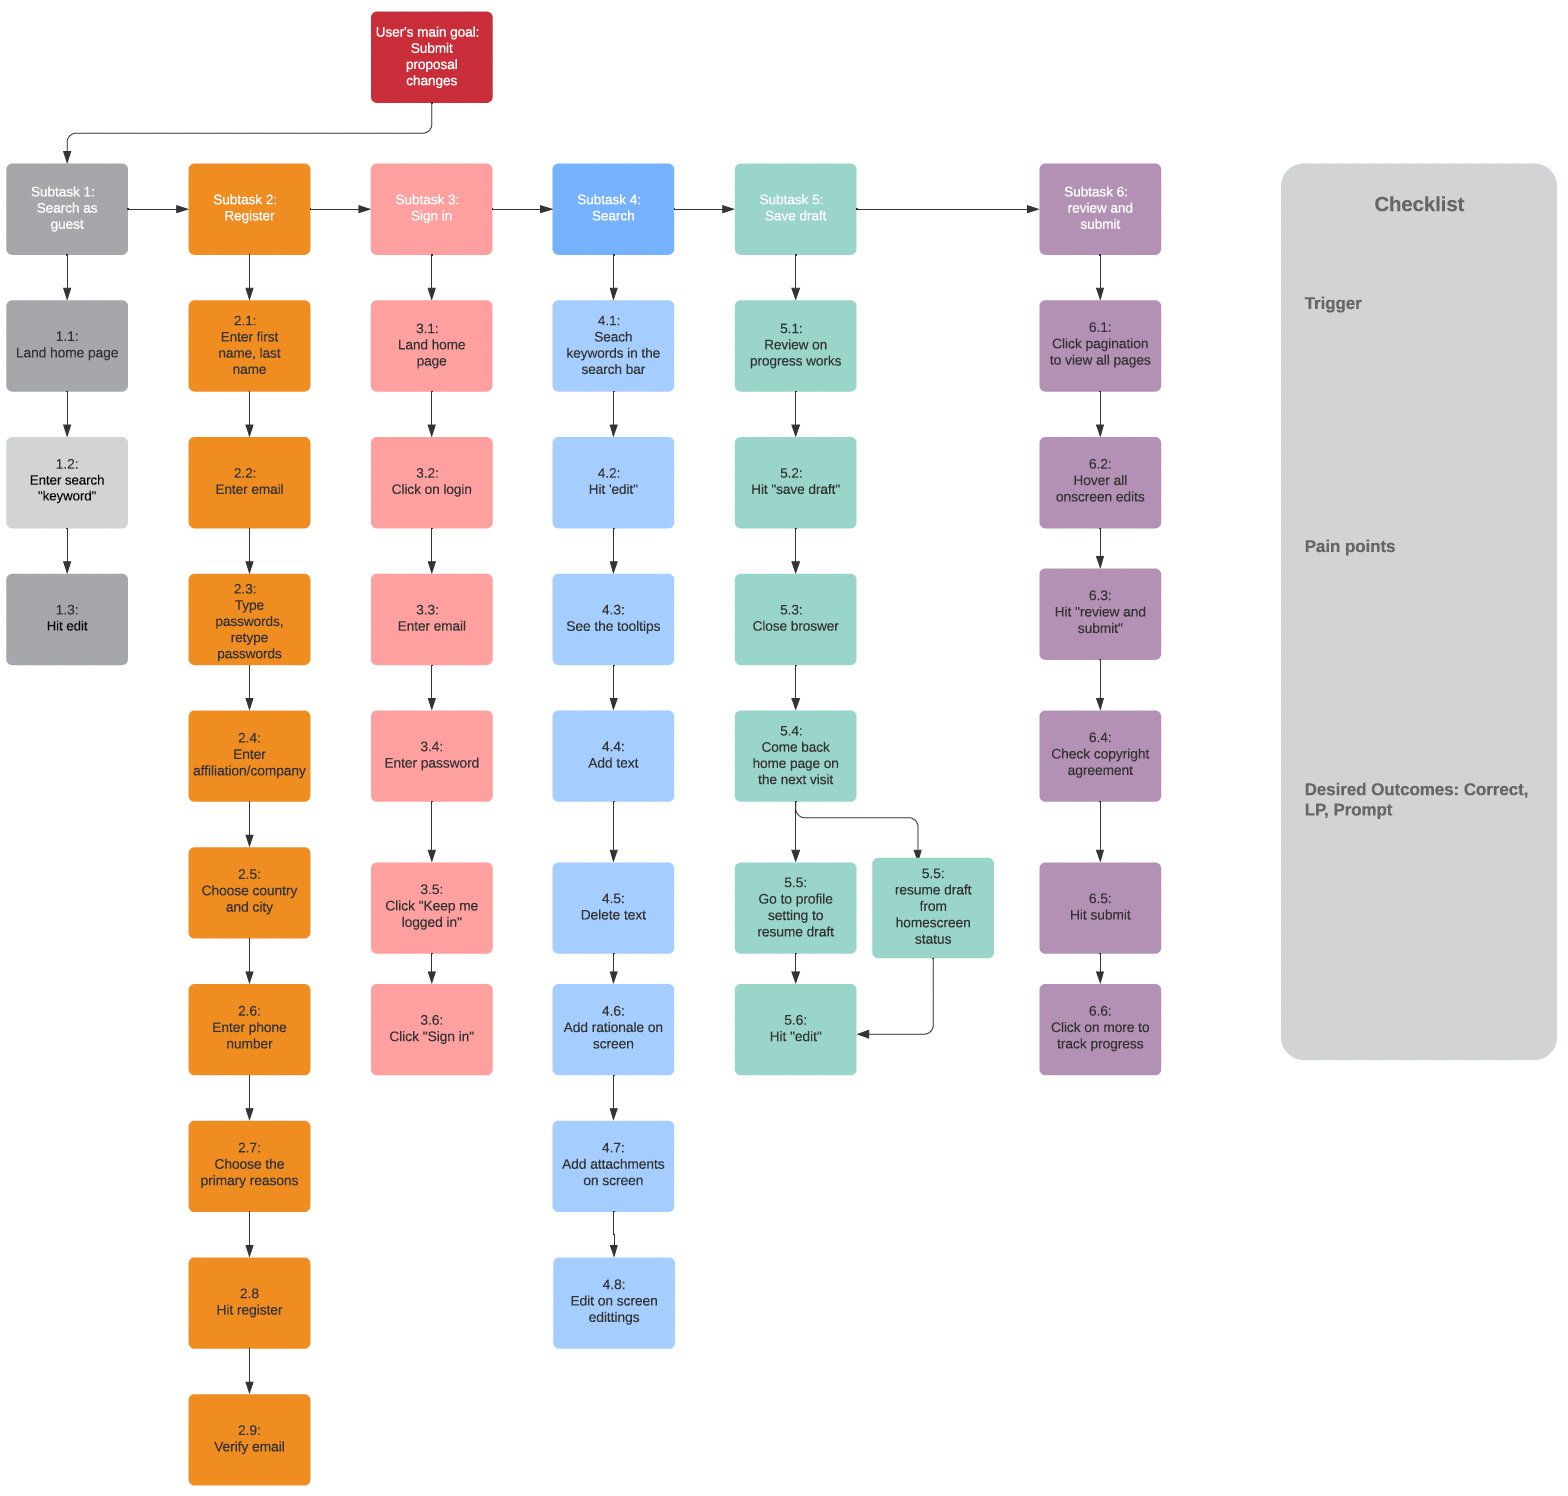 User's main goal:
Submit
proposal
changes
Subtask 1:
Search as
guest
Subtask 2:
Register
Subtask 3:
Sign in
Subtask 4:
Search
Subtask 5:
Save draft
Subtask 6:
review and
submit
1.1:
Land home page
1.2:
Enter search
"keyword"
1.3:
Hit edit
2.1:
Enter first
name, last
name
2.2:
Enter email
2.3:
Type
passwords,
retype
passwords
2.4:
Enter
affiliation/company
2.5:
Choose country
and city
2.6:
Enter phone
number
2.7:
Choose the
primary reasons
2.8
Hit register
2.9:
Verify email
3.1:
Land home
page
3.2:
Click on login
3.3:
Enter email
3.4:
Enter password
3.5:
Click "Keep me
logged in"
3.6:
Click "Sign in"
4.1:
Seach
keywords in the
search bar
4.2:
Hit 'edit"
4.3:
See the tooltips
4.4:
Add text
4.5:
Delete text
4.6:
Add rationale on
screen
4.7:
Add attachments
on screen
4.8:
Edit on screen
edittings
5.1:
Review on
progress works
5.2:
Hit "save draft"
5.3:
Close broswer
5.4:
Come back
home page on
the next visit
5.5:
Go to profile
setting to
resume draft
5.5:
resume draft
from
homescreen
status
5.6:
Hit "edit"
6.1:
Click pagination
to view all pages
6.2:
Hover all
onscreen edits
6.3:
Hit "review and
submit"
6.4:
Check copyright
agreement
6.5:
Hit submit
6.6:
Click on more to
track progress
Checklist
Trigger
Pain points
Desired Outcomes: Correct,
LP, Prompt